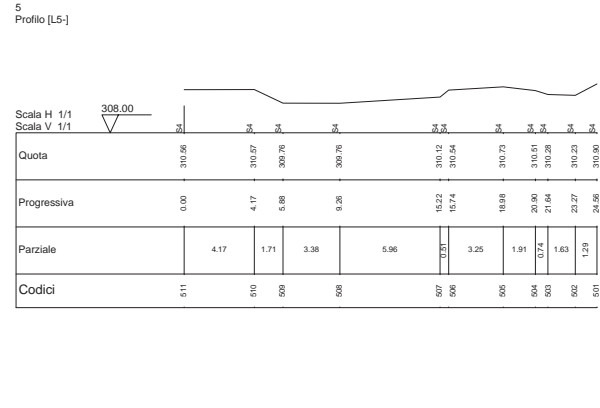 5
Profilo [L5-]
Scala H 1/1
Scala V 1/1
308.00
S4 S4 S4 S4 S4 S4 S4 S4 S4 S4 S4
Quota 310.56 310.57 309.76 309.76 310.12 310.54 310.73 310.51 310.28 310.23 310.90
Progressiva 0.00 4.17 5.88 9.26 15.22 15.74 18.98 20.90 21.64 23.27 24.56
Parziale 4.17 1.71 3.38 5.96 0.51 3.25 1.91 0.74 1.63 1.29
Codici 511 510 509 508 507 506 505 504 503 502 501